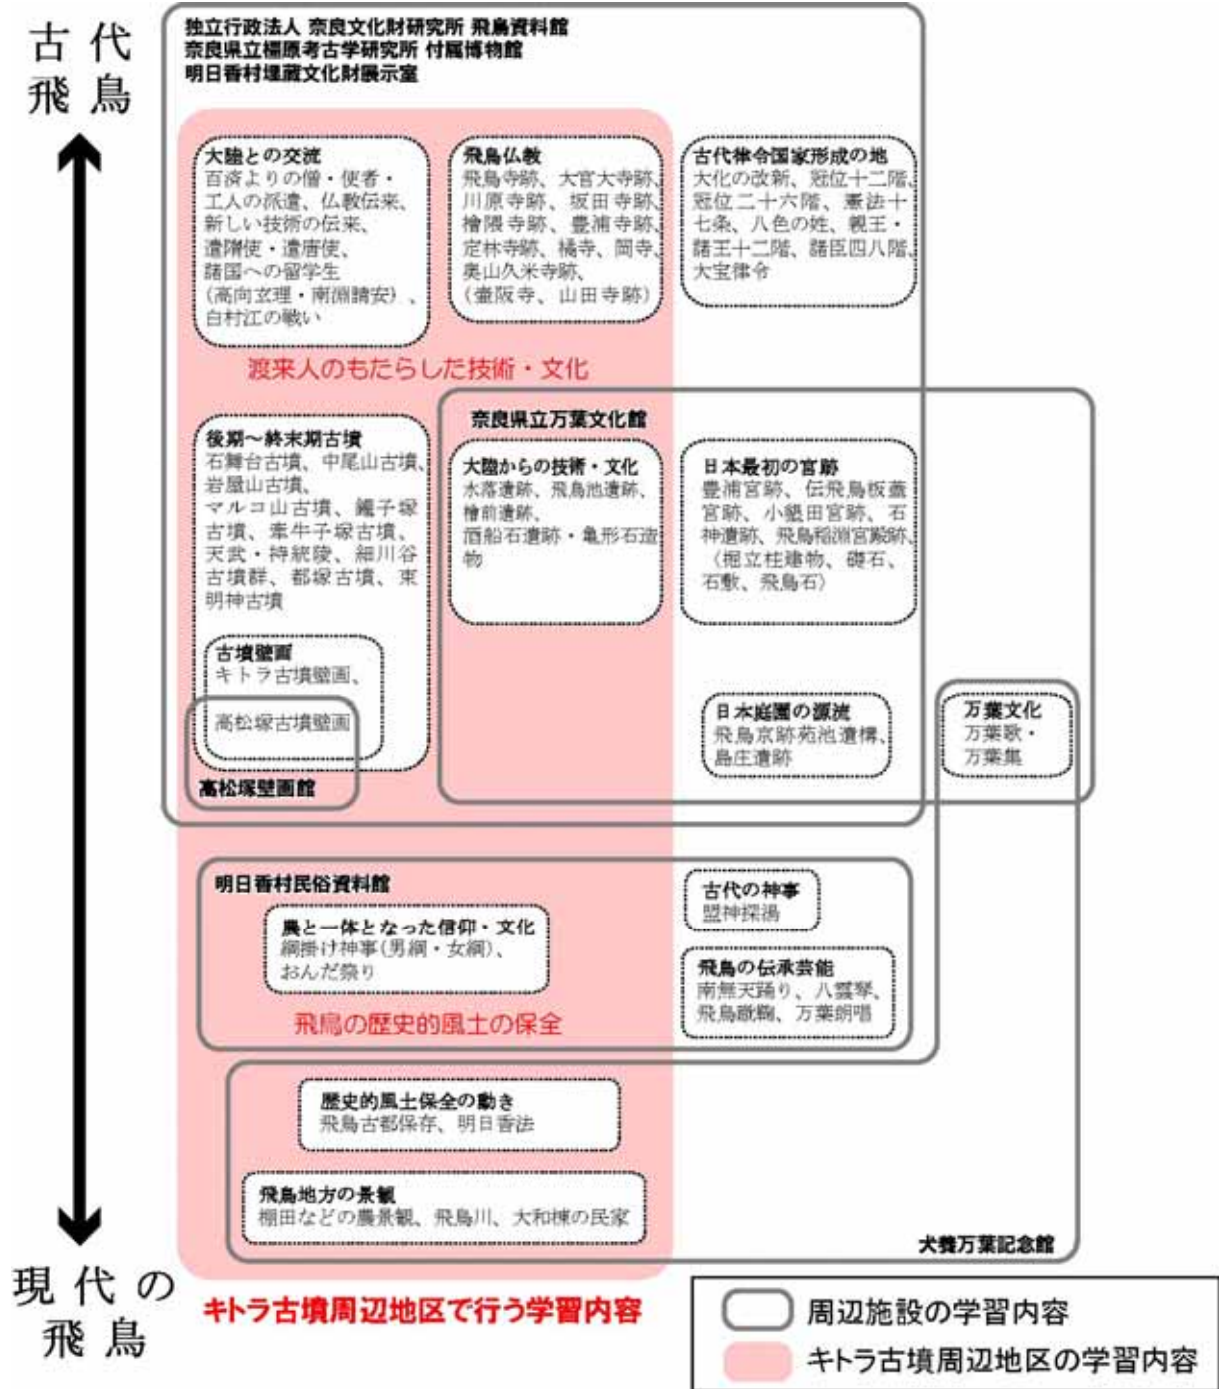 古代
飛鳥
独立行政法人 奈良文化財研究所 飛鳥資料館
奈良県立橿原考古学研究所 付属博物館
明日香村埋蔵文化財展示室
大陸との交流
百済よりの僧・使者・
工人の派遣、仏教伝来、
新しい技術の伝来、
遣隋使・遣唐使、
諸国への留学生
(高向玄理・南淵請安)、
白村江の戦い
飛鳥仏教
飛鳥寺跡、大官大寺跡、
川原寺跡、坂田寺跡、
檜隈寺跡、豊浦寺跡、
定林寺跡、橘寺、岡寺、
奥山久米寺跡、
(壷阪寺、山田寺跡)
古代律令国家形成の地
大化の改新、冠位十二階、
冠位二十六階、憲法十
七条、八色の姓、親王・
諸王十二階、諸臣四八階、
大宝律令
渡来人のもたらした技術・文化
後期～終末期古墳
石舞台古墳、中尾山古墳、
岩屋山古墳、
マルコ山古墳、鑵子塚
古墳、牽牛子塚古墳、
天武・持統陵、細川谷
古墳群、都塚古墳、束
明神古墳
古墳壁画
キトラ古墳壁画、
高松塚古墳壁画
高松塚壁画館
奈良県立万葉文化館
大陸からの技術・文化
水落遺跡、飛鳥池遺跡、
檜前遺跡、
酒船石遺跡・亀形石造
物
日本最初の宮跡
豊浦宮跡、伝飛鳥板蓋
宮跡、小墾田宮跡、石
神遺跡、飛鳥稲淵宮殿跡、
(掘立柱建物、礎石、
石敷、飛鳥石)
日本庭園の源流
飛鳥京跡苑池遺構、
島庄遺跡
万葉文化
万葉歌・
万葉集
明日香村民俗資料館
農と一体となった信仰・文化
綱掛け神事(男綱・女綱)、
おんだ祭り
飛鳥の歴史的風土の保全
古代の神事
盟神探湯
飛鳥の伝承芸能
南無天踊り、八雲琴、
飛鳥蹴鞠、万葉朗唱
歴史的風土保全の動き
飛鳥古都保存、明日香法
飛鳥地方の景観
棚田などの農景観、飛鳥川、大和棟の民家
犬養万葉記念館
現代の
飛鳥
キトラ古墳周辺地区で行う学習内容
周辺施設の学習内容
キトラ古墳周辺地区の学習内容